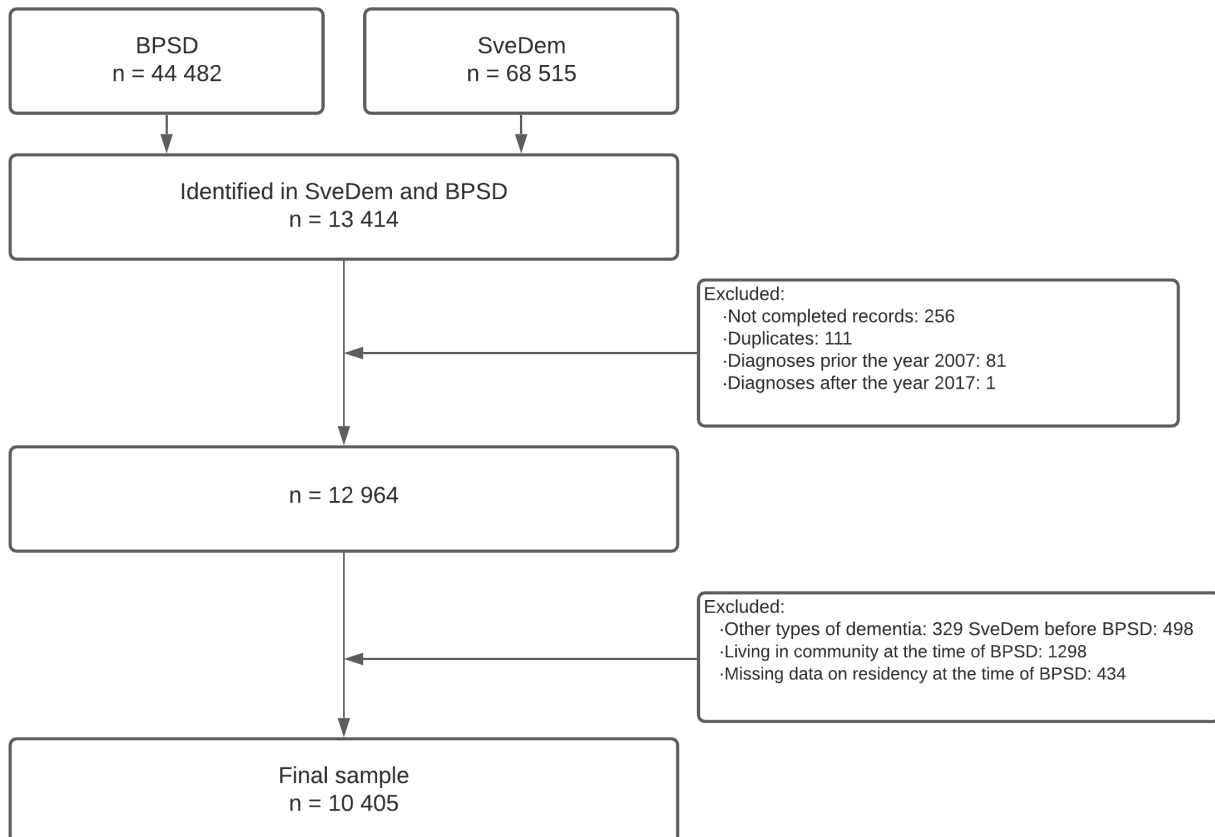 BPSD
n = 44 482
SveDem
n = 68 515
Identified in SveDem and BPSD
n = 13 414
Excluded:
·Not completed records: 256
·Duplicates: 111
·Diagnoses prior the year 2007: 81
·Diagnoses after the year 2017: 1
n = 12 964
Excluded:
·Other types of dementia: 329 SveDem before BPSD: 498
·Living in community at the time of BPSD: 1298
·Missing data on residency at the time of BPSD: 434
Final sample
n = 10 405